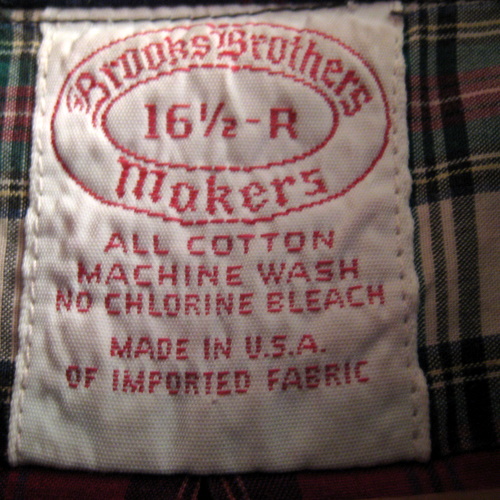 Brooks Brothers
16½-R
Makers
ALL COTTON
MACHINE WASH
NO CHLORINE BLEACH
MADE IN U.S.A.
OF IMPORTED FABRIC